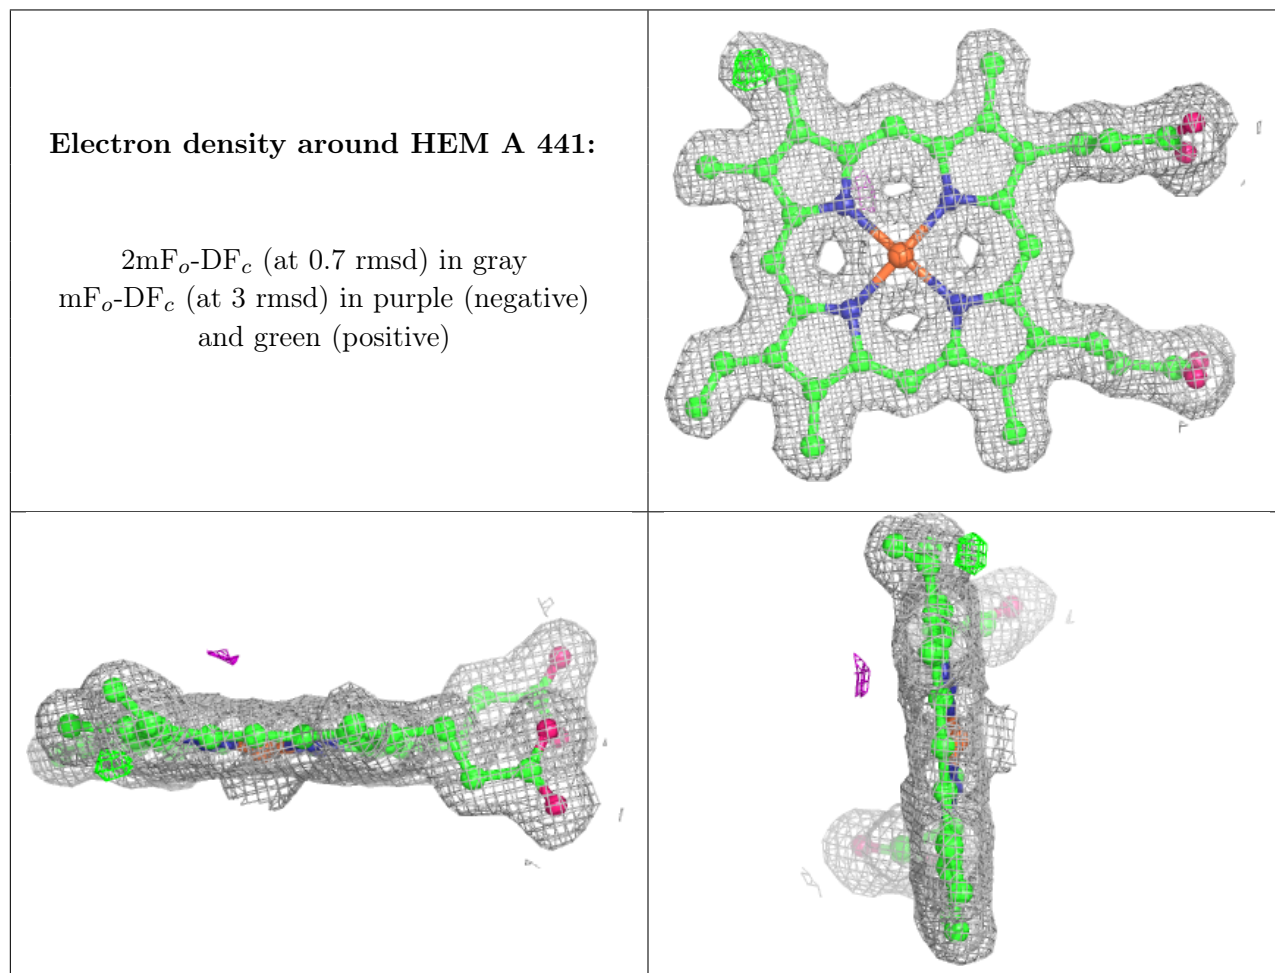 Electron density around HEM A 441:
2mFₒ-DF𝒸 (at 0.7 rmsd) in gray
mFₒ-DF𝒸 (at 3 rmsd) in purple (negative)
and green (positive)